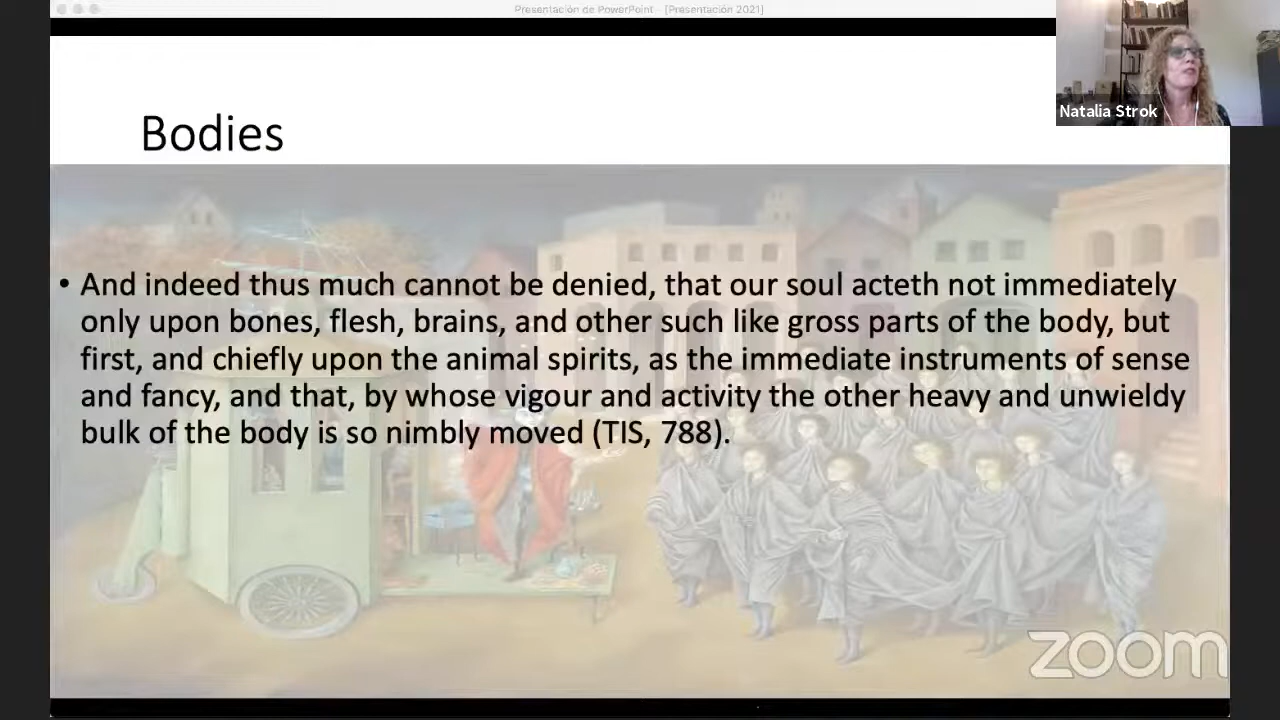 Presentación de PowerPoint - [Presentación 2021]
Natalia Strok
Bodies
• And indeed thus much cannot be denied, that our soul acteth not immediately
only upon bones, flesh, brains, and other such like gross parts of the body, but
first, and chiefly upon the animal spirits, as the immediate instruments of sense
and fancy, and that, by whose vigour and activity the other heavy and unwieldy
bulk of the body is so nimbly moved (TIS, 788).
zoom